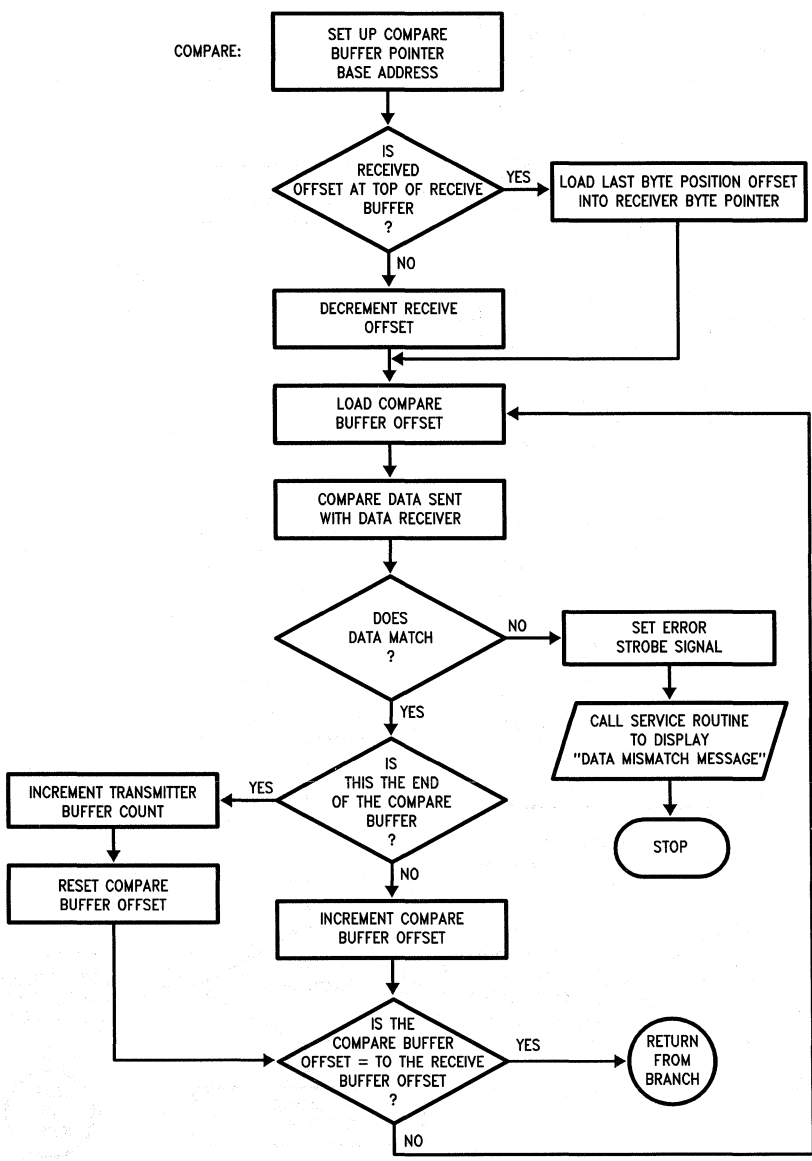 COMPARE:
SET UP COMPARE
BUFFER POINTER
BASE ADDRESS
IS
RECEIVED
OFFSET AT TOP OF RECEIVE
BUFFER
?
YES
LOAD LAST BYTE POSITION OFFSET
INTO RECEIVER BYTE POINTER
NO
DECREMENT RECEIVE
OFFSET
LOAD COMPARE
BUFFER OFFSET
COMPARE DATA SENT
WITH DATA RECEIVER
DOES
DATA MATCH
?
NO
SET ERROR
STROBE SIGNAL
CALL SERVICE ROUTINE
TO DISPLAY
"DATA MISMATCH MESSAGE"
STOP
YES
IS
THIS THE END
OF THE COMPARE
BUFFER
?
YES
INCREMENT TRANSMITTER
BUFFER COUNT
RESET COMPARE
BUFFER OFFSET
NO
INCREMENT COMPARE
BUFFER OFFSET
IS THE
COMPARE BUFFER
OFFSET = TO THE RECEIVE
BUFFER OFFSET
?
YES
RETURN
FROM
BRANCH
NO